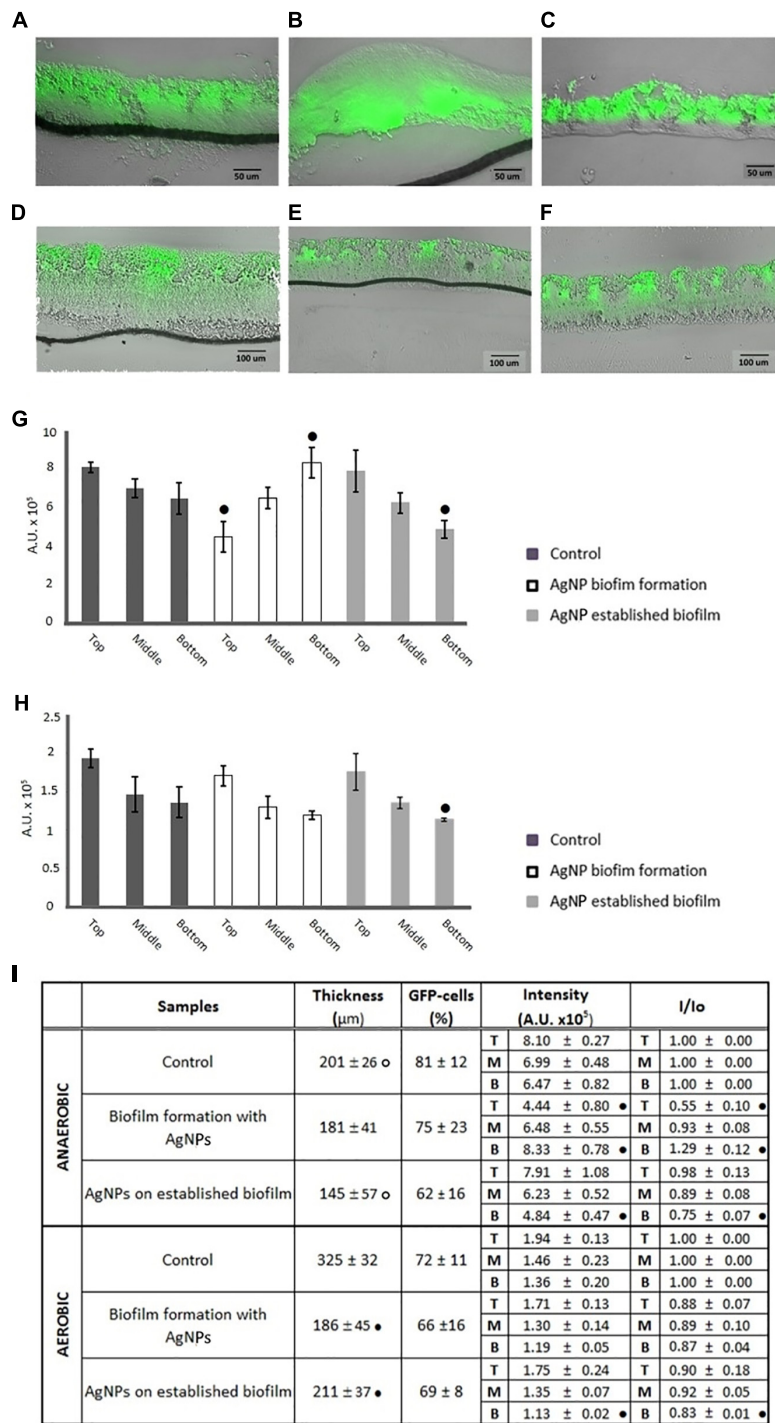 A B C
50 um 50 um 50 um
D E F
100 um 100 um 100 um
G
10
8
6
4
2
0
A.U. x 10⁵
Top Middle Bottom Top Middle Bottom Top Middle Bottom
Control
AgNP biofim formation
AgNP established biofilm
H
2.5
2
1.5
1
0.5
0
A.U. x 10⁵
Top Middle Bottom Top Middle Bottom Top Middle Bottom
Control
AgNP biofim formation
AgNP established biofilm
I
Samples Thickness (µm) GFP-cells (%) Intensity (A.U. x10⁵) I/Io
ANAEROBIC
Control 201 ± 26 ○ 81 ± 12 T 8.10 ± 0.27 T 1.00 ± 0.00
M 6.99 ± 0.48 M 1.00 ± 0.00
B 6.47 ± 0.82 B 1.00 ± 0.00
Biofilm formation with AgNPs 181 ± 41 75 ± 23 T 4.44 ± 0.80 ● T 0.55 ± 0.10 ●
M 6.48 ± 0.55 M 0.93 ± 0.08
B 8.33 ± 0.78 ● B 1.29 ± 0.12 ●
AgNPs on established biofilm 145 ± 57 ○ 62 ± 16 T 7.91 ± 1.08 T 0.98 ± 0.13
M 6.23 ± 0.52 M 0.89 ± 0.08
B 4.84 ± 0.47 ● B 0.75 ± 0.07 ●
AEROBIC
Control 325 ± 32 72 ± 11 T 1.94 ± 0.13 T 1.00 ± 0.00
M 1.46 ± 0.23 M 1.00 ± 0.00
B 1.36 ± 0.20 B 1.00 ± 0.00
Biofilm formation with AgNPs 186 ± 45 ● 66 ±16 T 1.71 ± 0.13 T 0.88 ± 0.07
M 1.30 ± 0.14 M 0.89 ± 0.10
B 1.19 ± 0.05 B 0.87 ± 0.04
AgNPs on established biofilm 211 ± 37 ● 69 ± 8 T 1.75 ± 0.24 T 0.90 ± 0.18
M 1.35 ± 0.07 M 0.92 ± 0.05
B 1.13 ± 0.02 ● B 0.83 ± 0.01 ●